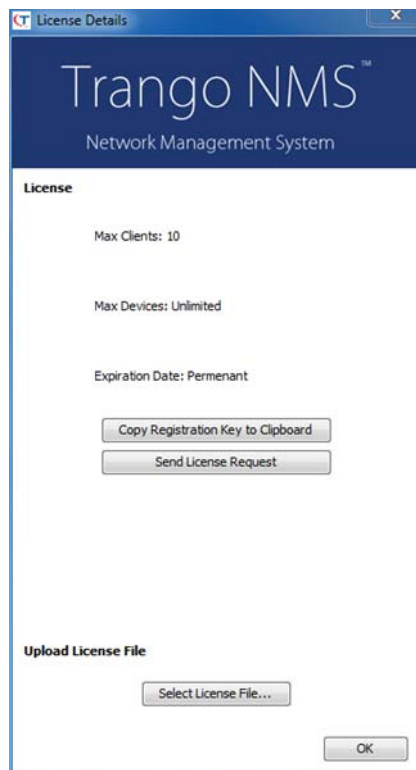 License Details
Trango NMS™
Network Management System
License
Max Clients: 10
Max Devices: Unlimited
Expiration Date: Permenant
Copy Registration Key to Clipboard
Send License Request
Upload License File
Select License File...
OK